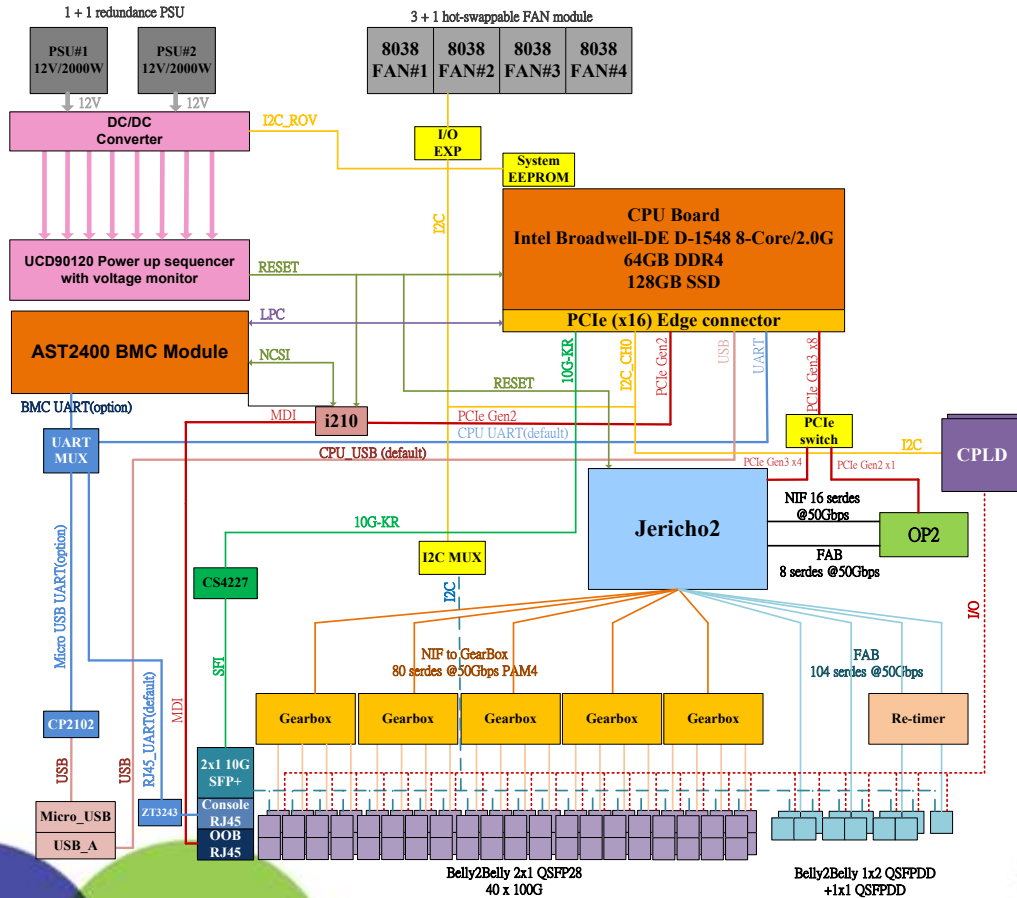 1 + 1 redundance PSU
3 + 1 hot-swappable FAN module
PSU#1
12V/2000W
PSU#2
12V/2000W
8038
FAN#1
8038
FAN#2
8038
FAN#3
8038
FAN#4
12V
12V
DC/DC
Converter
I2C_ROV
I/O
EXP
System
EEPROM
I2C
CPU Board
Intel Broadwell-DE D-1548 8-Core/2.0G
64GB DDR4
128GB SSD
PCIe (x16) Edge connector
UCD90120 Power up sequencer
with voltage monitor
RESET
LPC
AST2400 BMC Module
NCSI
10G-KR
I2C_CH0
PCIe Gen2
USB
UART
PCIe Gen3 x8
RESET
BMC UART(option)
MDI
i210
PCIe Gen2
CPU UART(default)
PCIe
switch
I2C
CPLD
UART
MUX
CPU_USB (default)
PCIe Gen3 x4
PCIe Gen2 x1
Jericho2
NIF 16 serdes
@50Gbps
OP2
FAB
8 serdes @50Gbps
10G-KR
I2C MUX
CS4227
I2C
Micro USB UART(option)
I/O
SFI
NIF to GearBox
80 serdes @50Gbps PAM4
FAB
104 serdes @50Gbps
CP2102
RJ45_UART(default)
MDI
Gearbox
Gearbox
Gearbox
Gearbox
Gearbox
Re-timer
USB
USB
2x1 10G
SFP+
Micro_USB
USB_A
ZT3243
Console
RJ45
OOB
RJ45
Belly2Belly 2x1 QSFP28
40 x 100G
Belly2Belly 1x2 QSFPDD
+1x1 QSFPDD